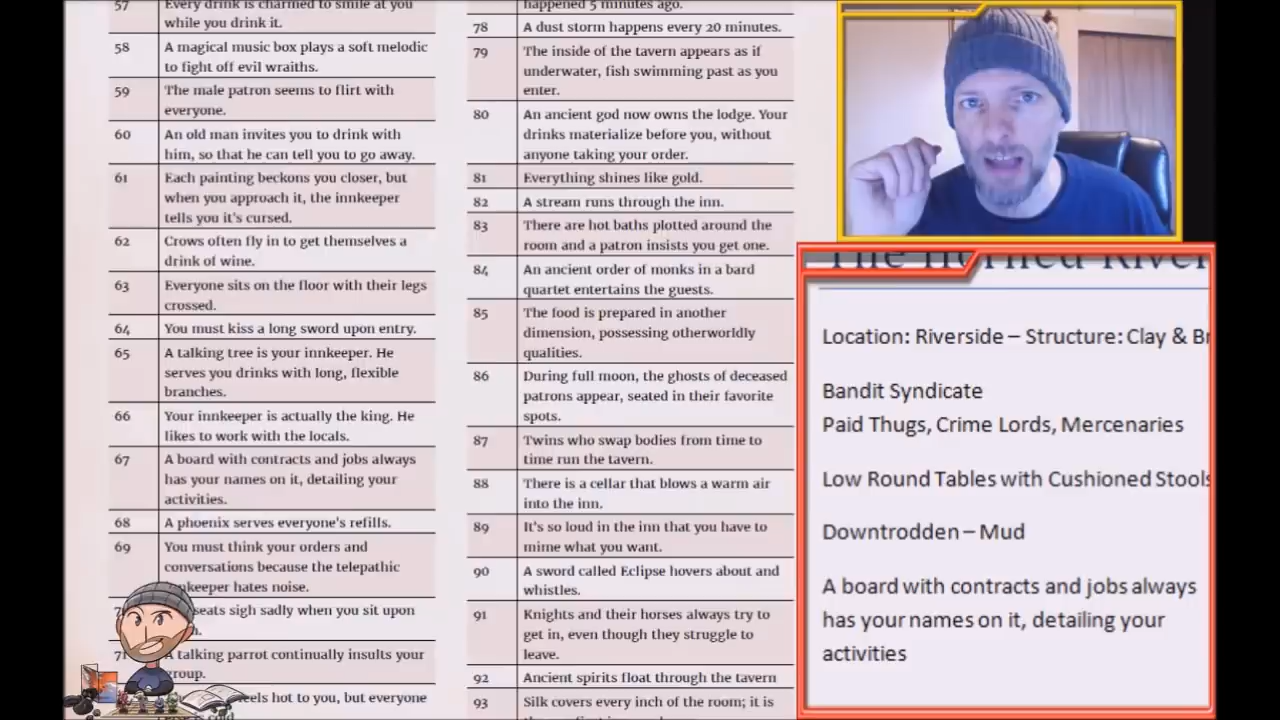 57
Every drink is charmed to smile at you
while you drink it.
58
A magical music box plays a soft melodic
to fight off evil wraiths.
59
The male patron seems to flirt with
everyone.
60
An old man invites you to drink with
him, so that he can tell you to go away.
61
Each painting beckons you closer, but
when you approach it, the innkeeper
tells you it's cursed.
62
Crows often fly in to get themselves a
drink of wine.
63
Everyone sits on the floor with their legs
crossed.
64
You must kiss a long sword upon entry.
65
A talking tree is your innkeeper. He
serves you drinks with long, flexible
branches.
66
Your innkeeper is actually the king. He
likes to work with the locals.
67
A board with contracts and jobs always
has your names on it, detailing your
activities.
68
A phoenix serves everyone's refills.
69
You must think your orders and
conversations because the telepathic
hates noise.
seats sigh sadly when you sit upon
71
A talking parrot continually insults your
group.
hot to you, but everyone
happened 5 minutes ago.
78
A dust storm happens every 20 minutes.
79
The inside of the tavern appears as if
underwater, fish swimming past as you
enter.
80
An ancient god now owns the lodge. Your
drinks materialize before you, without
anyone taking your order.
81
Everything shines like gold.
82
A stream runs through the inn.
83
There are hot baths plotted around the
room and a patron insists you get one.
84
An ancient order of monks in a bard
quartet entertains the guests.
85
The food is prepared in another
dimension, possessing otherworldly
qualities.
86
During full moon, the ghosts of deceased
patrons appear, seated in their favorite
spots.
87
Twins who swap bodies from time to
time run the tavern.
88
There is a cellar that blows a warm air
into the inn.
89
It's so loud in the inn that you have to
mime what you want.
90
A sword called Eclipse hovers about and
whistles.
91
Knights and their horses always try to
get in, even though they struggle to
leave.
92
Ancient spirits float through the tavern
93
Silk covers every inch of the room; it is
The Horned River
Location: Riverside – Structure: Clay & Br
Bandit Syndicate
Paid Thugs, Crime Lords, Mercenaries
Low Round Tables with Cushioned Stools
Downtrodden – Mud
A board with contracts and jobs always
has your names on it, detailing your
activities